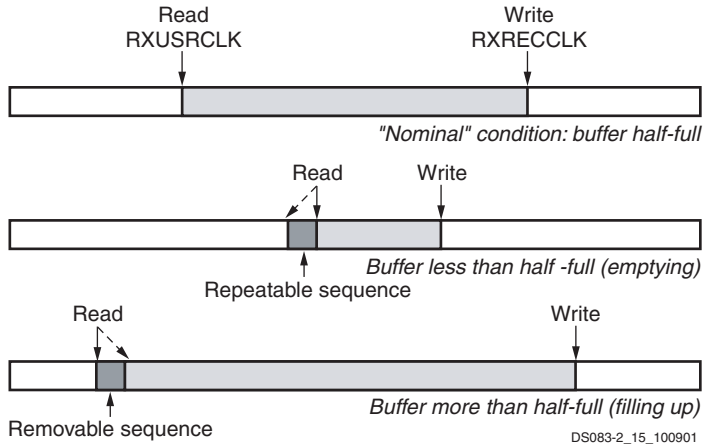 Read Write
RXUSRCLK RXRECCLK
"Nominal" condition: buffer half-full
Read Write
Buffer less than half -full (emptying)
Repeatable sequence
Read Write
Buffer more than half-full (filling up)
Removable sequence
DS083-2_15_100901